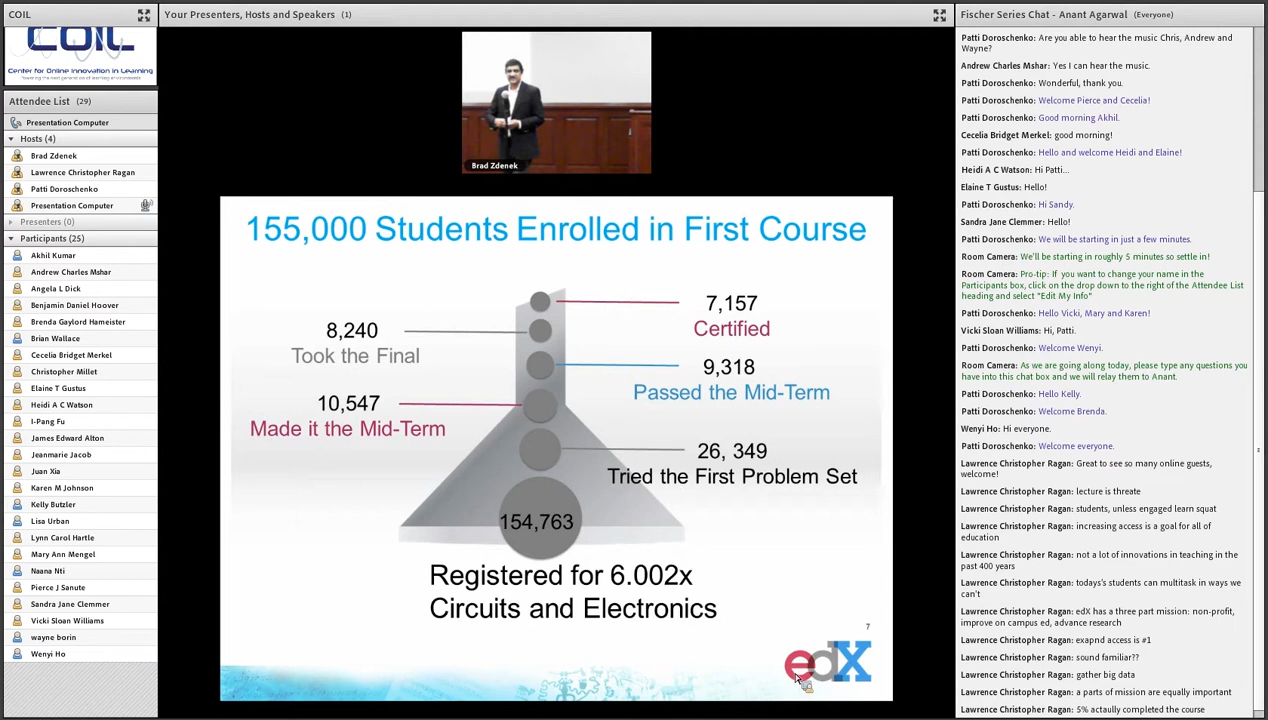 COIL
COIL
Center for Online Innovation in Learning
Attendee List (29)
Presentation Computer
Hosts (4)
Brad Zdenek
Lawrence Christopher Ragan
Patti Doroschenko
Presentation Computer
Presenters (0)
Participants (25)
Akhil Kumar
Andrew Charles Mshar
Angela L Dick
Benjamin Daniel Hoover
Brenda Gaylord Hameister
Brian Wallace
Cecelia Bridget Merkel
Christopher Millet
Elaine T Gustus
Heidi A C Watson
I-Pang Fu
James Edward Alton
Jeanmarie Jacob
Juan Xia
Karen M Johnson
Kelly Butzler
Lisa Urban
Lynn Carol Hartle
Mary Ann Mengel
Naana Nti
Pierce J Sanute
Sandra Jane Clemmer
Vicki Sloan Williams
wayne borin
Wenyi Ho
Your Presenters, Hosts and Speakers (1)
Brad Zdenek
155,000 Students Enrolled in First Course
7,157
Certified
8,240
Took the Final
9,318
Passed the Mid-Term
10,547
Made it the Mid-Term
26, 349
Tried the First Problem Set
154,763
Registered for 6.002x
Circuits and Electronics
7
edX
Fischer Series Chat - Anant Agarwal (Everyone)
Patti Doroschenko: Are you able to hear the music Chris, Andrew and
Wayne?
Andrew Charles Mshar: Yes I can hear the music.
Patti Doroschenko: Wonderful, thank you.
Patti Doroschenko: Welcome Pierce and Cecelia!
Patti Doroschenko: Good morning Akhil.
Cecelia Bridget Merkel: good morning!
Patti Doroschenko: Hello and welcome Heidi and Elaine!
Heidi A C Watson: Hi Patti...
Elaine T Gustus: Hello!
Patti Doroschenko: Hi Sandy.
Sandra Jane Clemmer: Hello!
Patti Doroschenko: We will be starting in just a few minutes.
Room Camera: We'll be starting in roughly 5 minutes so settle in!
Room Camera: Pro-tip: If you want to change your name in the
Participants box, click on the drop down to the right of the Attendee List
heading and select "Edit My Info"
Patti Doroschenko: Hello Vicki, Mary and Karen!
Vicki Sloan Williams: Hi, Patti.
Patti Doroschenko: Welcome Wenyi.
Room Camera: As we are going along today, please type any questions you
have into this chat box and we will relay them to Anant.
Patti Doroschenko: Hello Kelly.
Patti Doroschenko: Welcome Brenda.
Wenyi Ho: Hi everyone.
Patti Doroschenko: Welcome everyone.
Lawrence Christopher Ragan: Great to see so many online guests,
welcome!
Lawrence Christopher Ragan: lecture is threate
Lawrence Christopher Ragan: students, unless engaged learn squat
Lawrence Christopher Ragan: increasing access is a goal for all of
education
Lawrence Christopher Ragan: not a lot of innovations in teaching in the
past 400 years
Lawrence Christopher Ragan: todays's students can multitask in ways we
can't
Lawrence Christopher Ragan: edX has a three part mission: non-profit,
improve on campus ed, advance research
Lawrence Christopher Ragan: exapnd access is #1
Lawrence Christopher Ragan: sound familiar??
Lawrence Christopher Ragan: gather big data
Lawrence Christopher Ragan: a parts of mission are equally important
Lawrence Christopher Ragan: 5% actaully completed the course